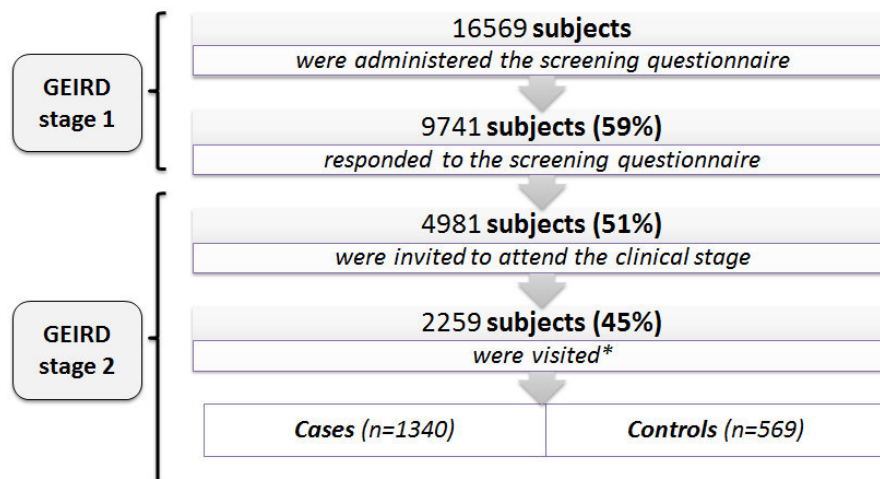 16569 subjects
were administered the screening questionnaire
GEIRD
stage 1
9741 subjects (59%)
responded to the screening questionnaire
4981 subjects (51%)
were invited to attend the clinical stage
GEIRD
stage 2
2259 subjects (45%)
were visited*
Cases (n=1340)
Controls (n=569)